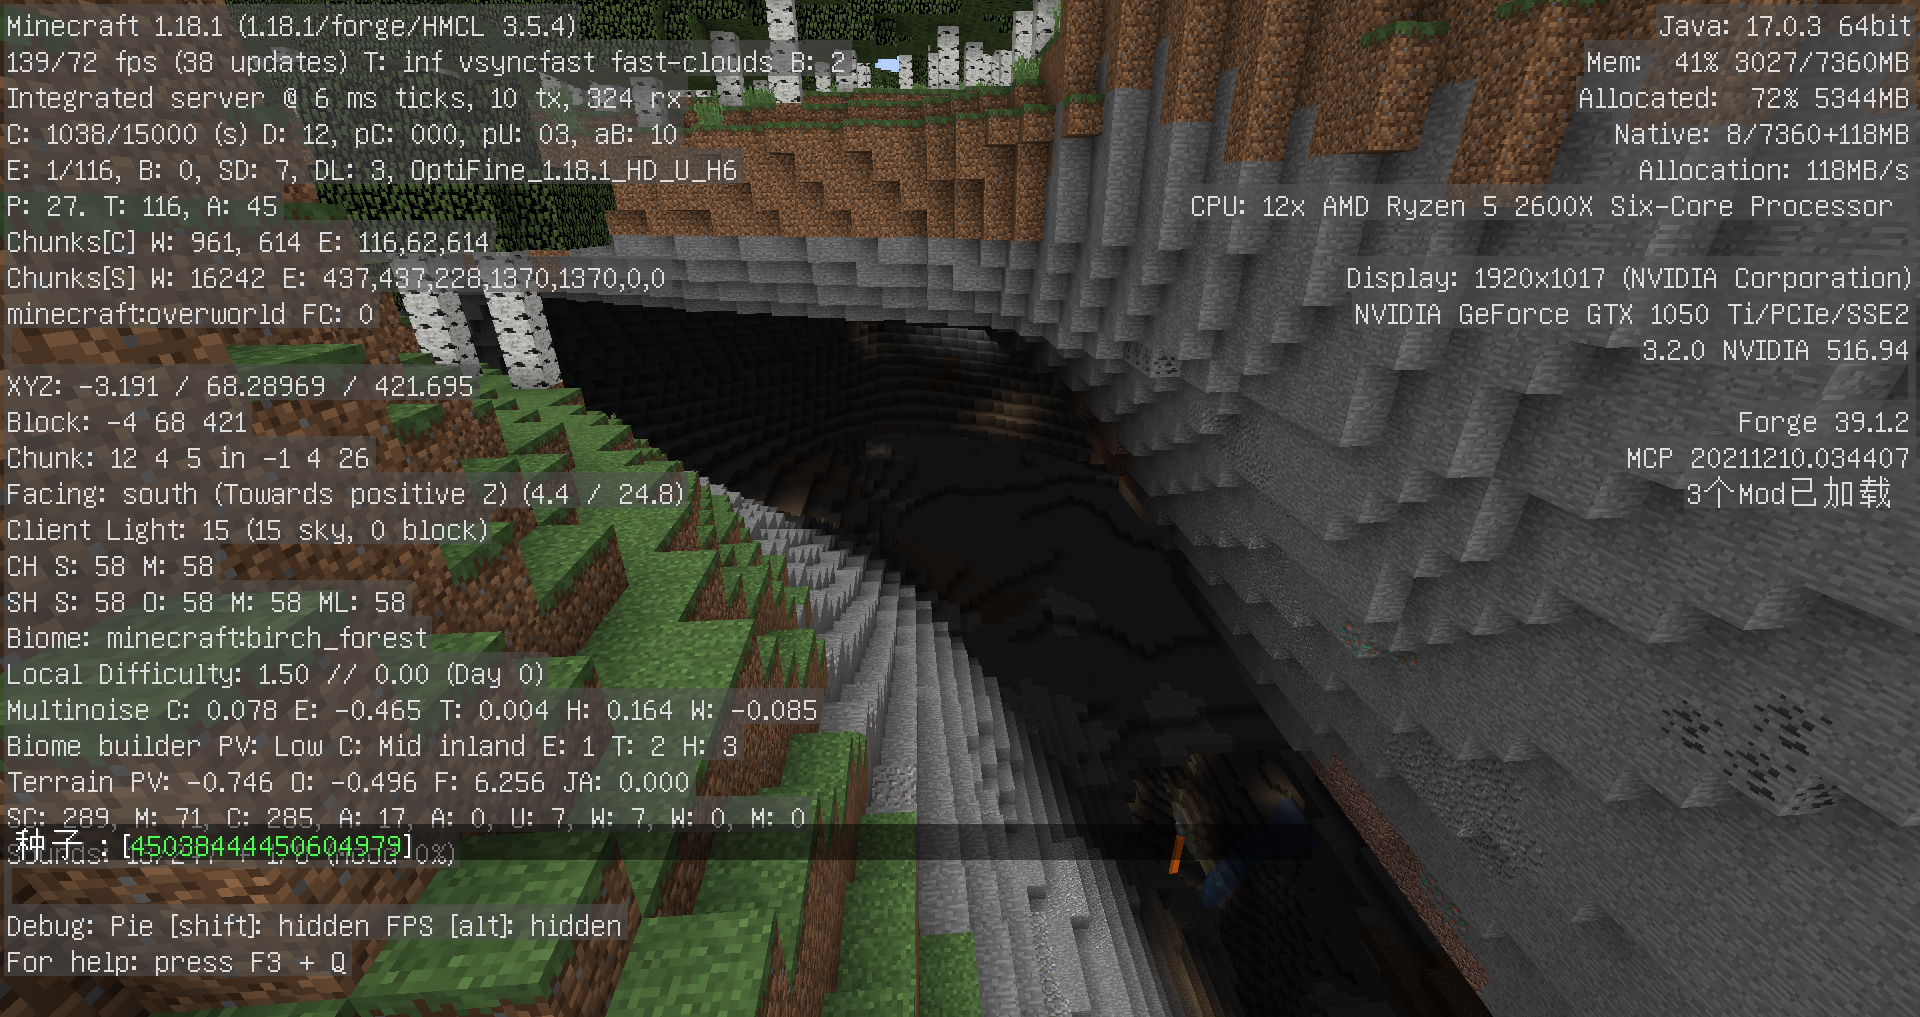 Minecraft 1.18.1 (1.18.1/forge/HMCL 3.5.4)
139/72 fps (38 updates) T: inf vsyncfast fast-clouds B: 2
Integrated server @ 6 ms ticks, 10 tx, 324 rx
C: 1038/15000 (s) D: 12, pC: 000, pU: 03, aB: 10
E: 1/116, B: 0, SD: 7, DL: 3, OptiFine_1.18.1_HD_U_H6
P: 27. T: 116, A: 45
Chunks[C] W: 961, 614 E: 116,62,614
Chunks[S] W: 16242 E: 437,437,228,1370,1370,0,0
minecraft:overworld FC: 0
XYZ: -3.191 / 68.28969 / 421.695
Block: -4 68 421
Chunk: 12 4 5 in -1 4 26
Facing: south (Towards positive Z) (4.4 / 24.8)
Client Light: 15 (15 sky, 0 block)
CH S: 58 M: 58
SH S: 58 O: 58 M: 58 ML: 58
Biome: minecraft:birch_forest
Local Difficulty: 1.50 // 0.00 (Day 0)
Multinoise C: 0.078 E: -0.465 T: 0.004 H: 0.164 W: -0.085
Biome builder PV: Low C: Mid inland E: 1 T: 2 H: 3
Terrain PV: -0.746 O: -0.496 F: 6.256 JA: 0.000
SC: 289, M: 71, C: 285, A: 17, A: 0, U: 7, W: 7, W: 0, M: 0
种子 : [45038444450604979]
Sounds:
Debug: Pie [shift]: hidden FPS [alt]: hidden
For help: press F3 + Q
Java: 17.0.3 64bit
Mem: 41% 3027/7360MB
Allocated: 72% 5344MB
Native: 8/7360+118MB
Allocation: 118MB/s
CPU: 12x AMD Ryzen 5 2600X Six-Core Processor
Display: 1920x1017 (NVIDIA Corporation)
NVIDIA GeForce GTX 1050 Ti/PCIe/SSE2
3.2.0 NVIDIA 516.94
Forge 39.1.2
MCP 20211210.034407
3个Mod已加载